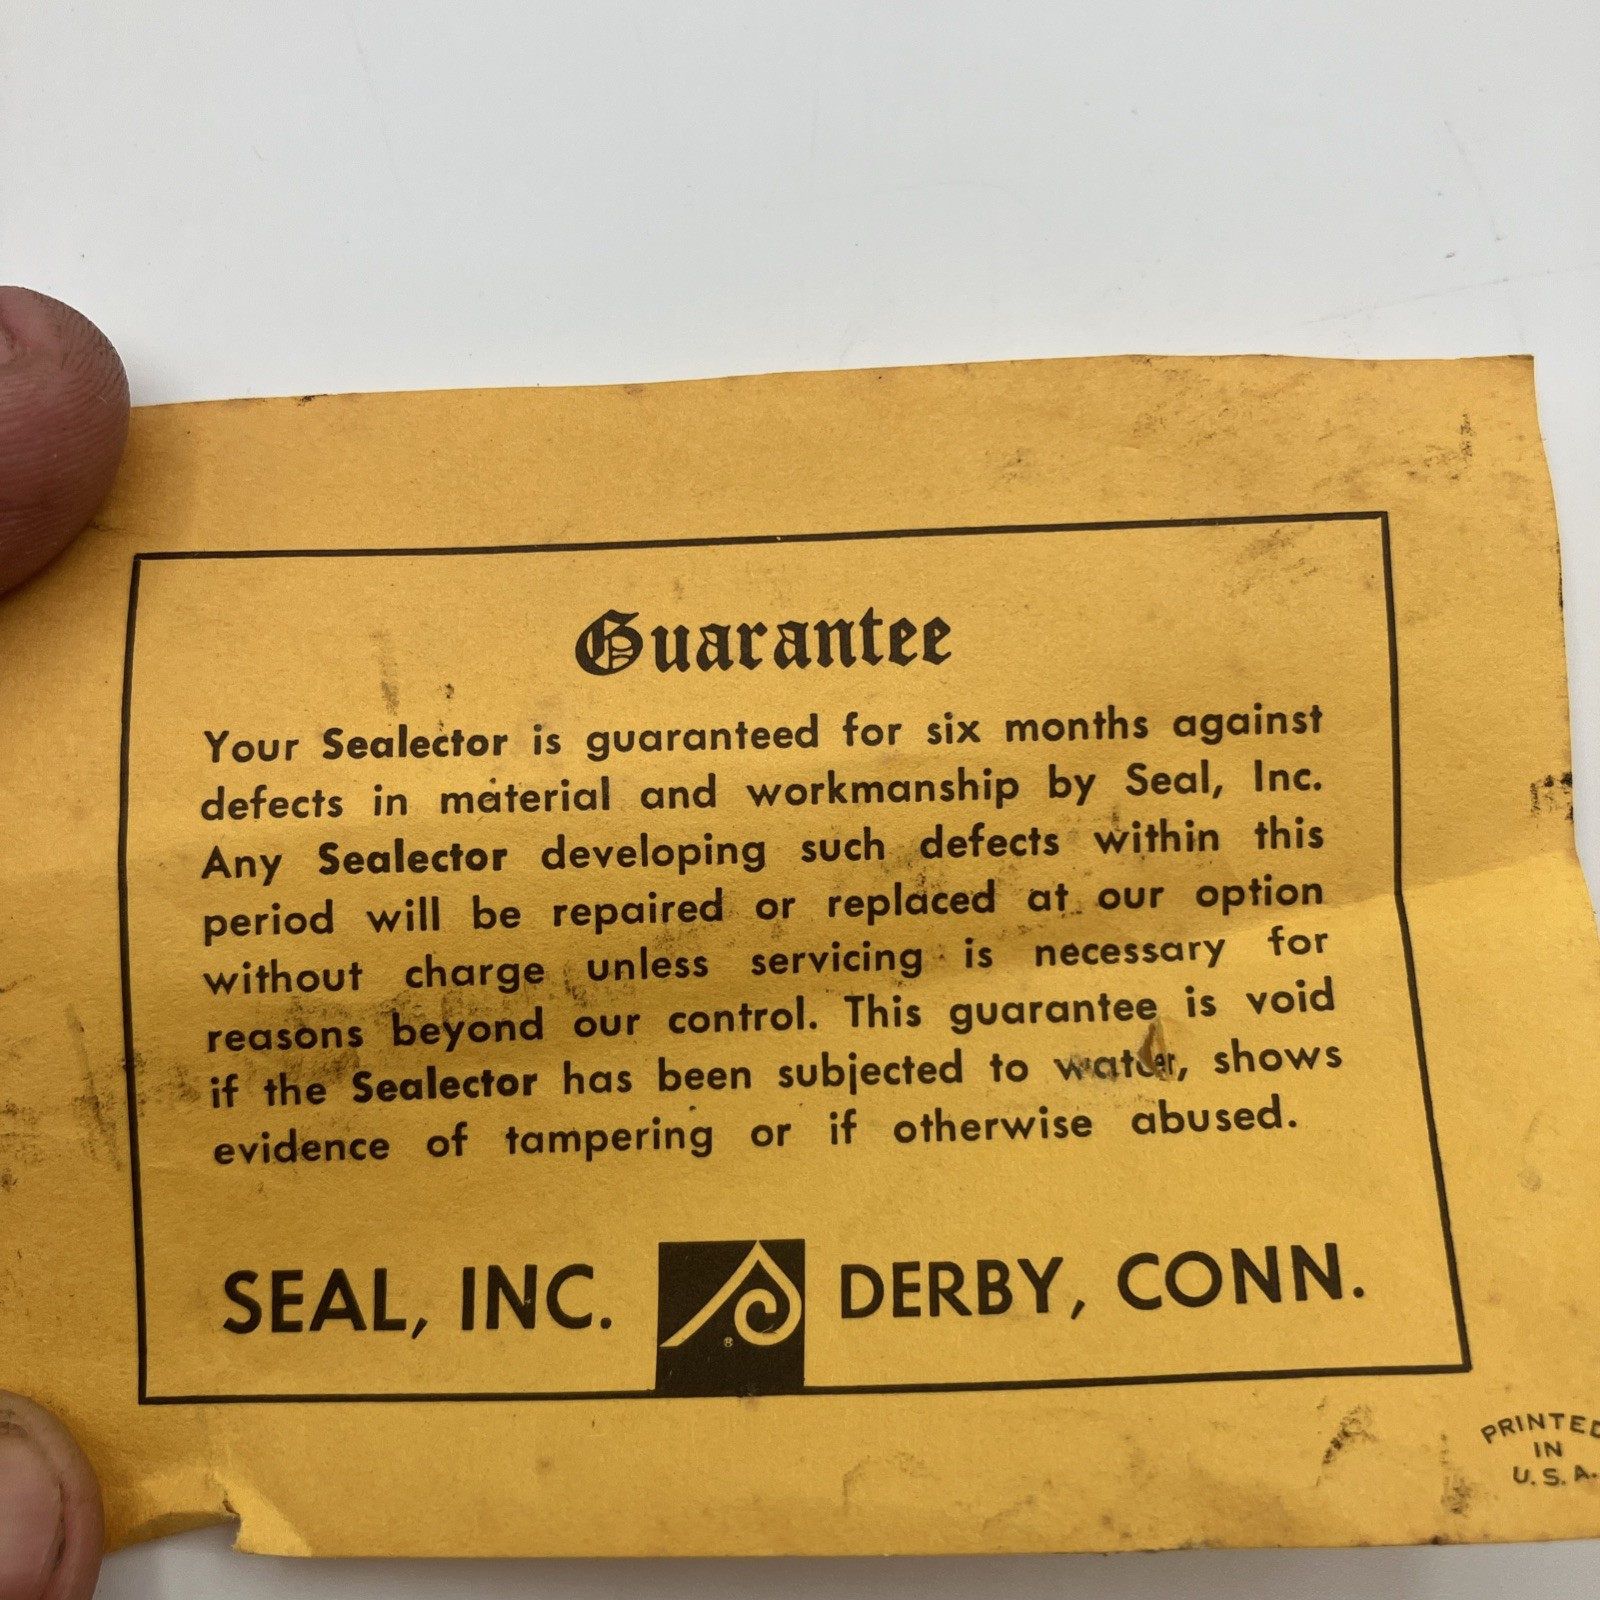 Guarantee
Your Sealector is guaranteed for six months against
defects in material and workmanship by Seal, Inc.
Any Sealector developing such defects within this
period will be repaired or replaced at our option
without charge unless servicing is necessary for
reasons beyond our control. This guarantee is void
if the Sealector has been subjected to water, shows
evidence of tampering or if otherwise abused.
SEAL, INC. ® DERBY, CONN.
PRINTED
IN
U.S.A.